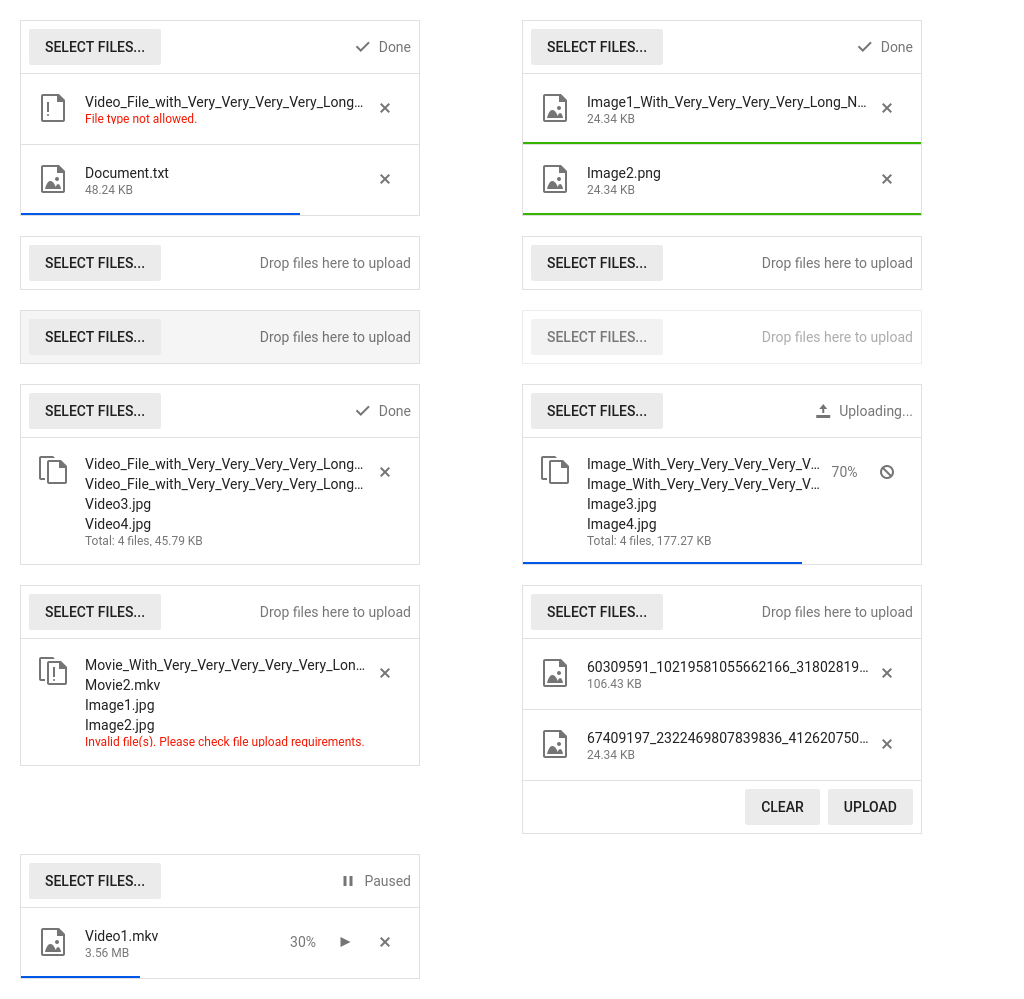 SELECT FILES...
Done
Video_File_with_Very_Very_Very_Very_Long...
File type not allowed.
Document.txt
48.24 KB
SELECT FILES...
Done
Image1_With_Very_Very_Very_Very_Long_N...
24.34 KB
Image2.png
24.34 KB
SELECT FILES...
Drop files here to upload
SELECT FILES...
Drop files here to upload
SELECT FILES...
Drop files here to upload
SELECT FILES...
Drop files here to upload
SELECT FILES...
Done
Video_File_with_Very_Very_Very_Very_Long...
Video_File_with_Very_Very_Very_Very_Long...
Video3.jpg
Video4.jpg
Total: 4 files, 45.79 KB
SELECT FILES...
Uploading...
Image_With_Very_Very_Very_Very_V...
70%
Image_With_Very_Very_Very_Very_V...
Image3.jpg
Image4.jpg
Total: 4 files, 177.27 KB
SELECT FILES...
Drop files here to upload
Movie_With_Very_Very_Very_Very_Very_Lon...
Movie2.mkv
Image1.jpg
Image2.jpg
Invalid file(s). Please check file upload requirements.
SELECT FILES...
Drop files here to upload
60309591_10219581055662166_31802819...
106.43 KB
67409197_2322469807839836_412620750...
24.34 KB
CLEAR
UPLOAD
SELECT FILES...
Paused
Video1.mkv
30%
3.56 MB